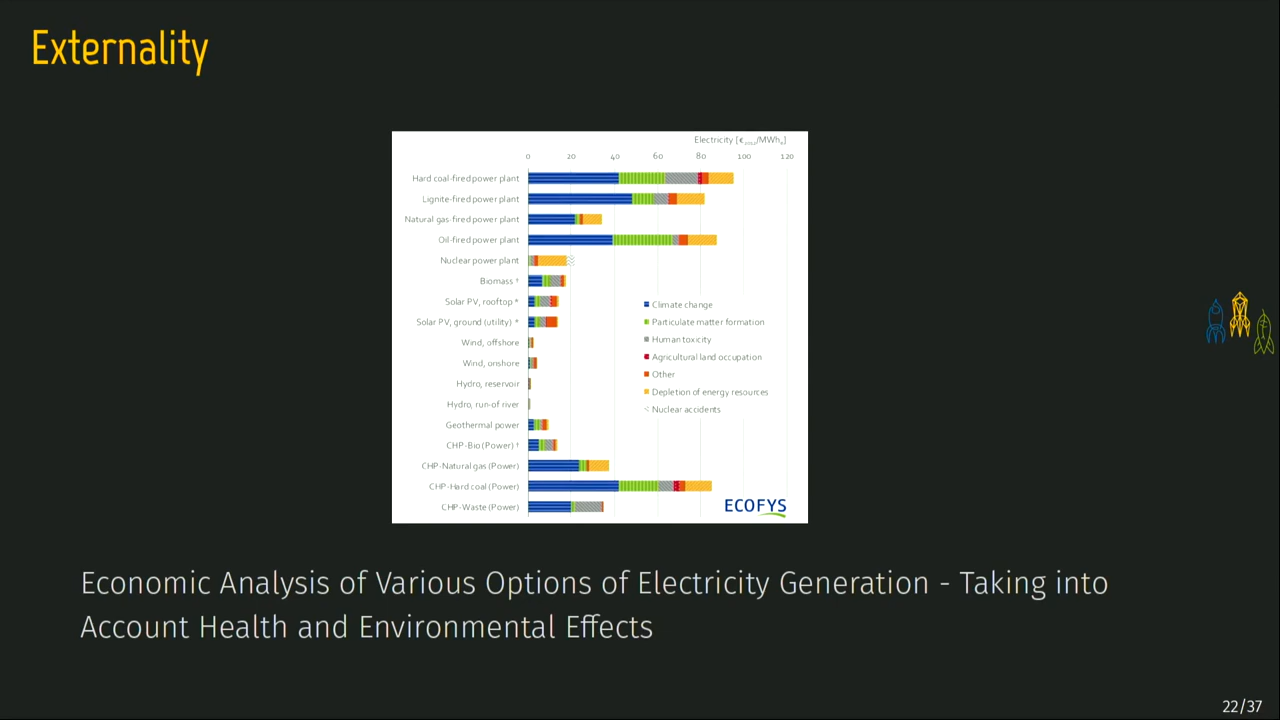 Externality
Electricity [€2012/MWhe]
0 20 40 60 80 100 120
Hard coal-fired power plant
Lignite-fired power plant
Natural gas-fired power plant
Oil-fired power plant
Nuclear power plant
Biomass †
Solar PV, rooftop *
Solar PV, ground (utility) *
Wind, offshore
Wind, onshore
Hydro, reservoir
Hydro, run-of river
Geothermal power
CHP-Bio (Power) †
CHP-Natural gas (Power)
CHP-Hard coal (Power)
CHP-Waste (Power)
Climate change
Particulate matter formation
Human toxicity
Agricultural land occupation
Other
Depletion of energy resources
Nuclear accidents
ECOFYS
Economic Analysis of Various Options of Electricity Generation - Taking into
Account Health and Environmental Effects
22/37